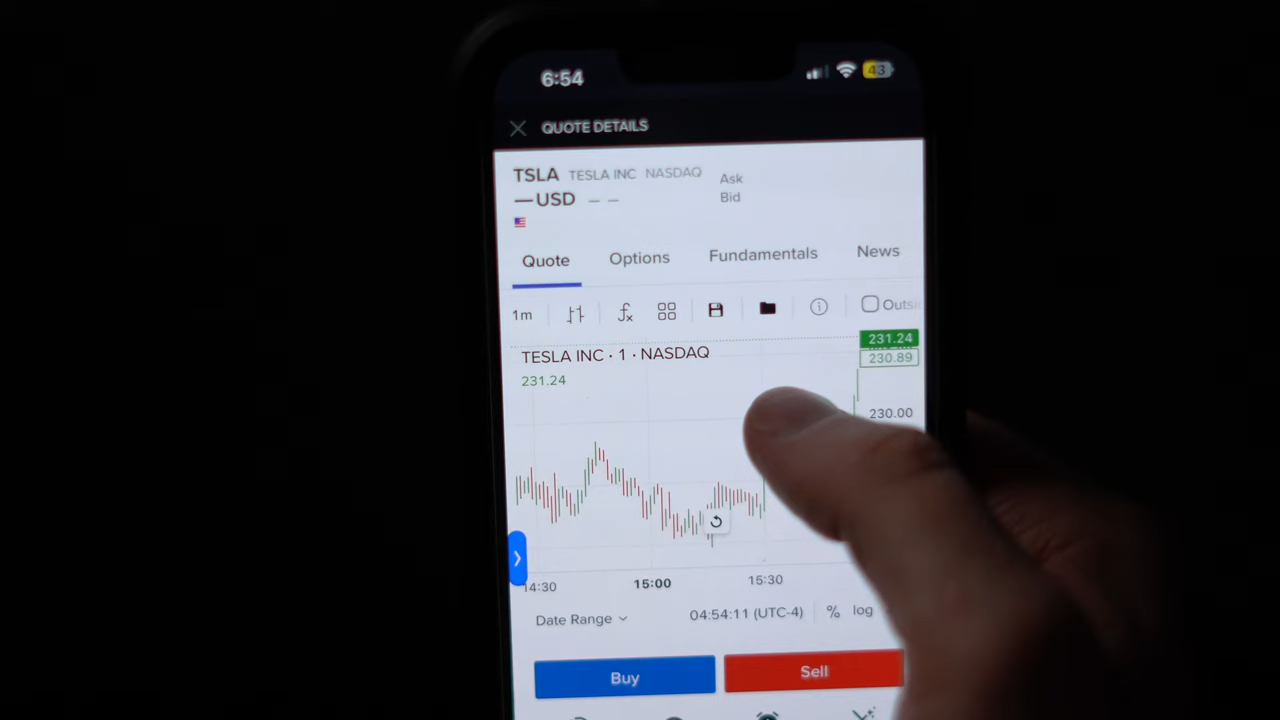 6:54
43
QUOTE DETAILS
TSLA TESLA INC NASDAQ
Ask
— USD — —
Bid
Quote Options Fundamentals News
1m
fx
TESLA INC · 1 · NASDAQ
231.24
230.89
231.24
230.00
14:30 15:00 15:30
Date Range 04:54:11 (UTC-4) % log
Buy Sell